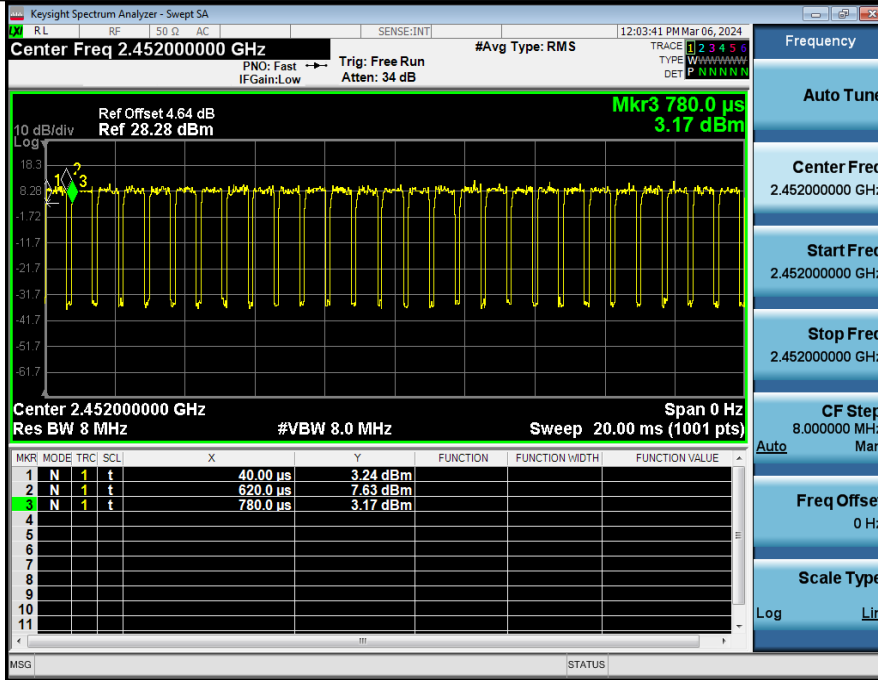 Keysight Spectrum Analyzer - Swept SA
LXI RL RF 50 Ω AC SENSE:INT 12:03:41 PM Mar 06, 2024
Center Freq 2.452000000 GHz #Avg Type: RMS TRACE 1 2 3 4 5 6
PNO: Fast Trig: Free Run TYPE WWWWWW
IFGain:Low Atten: 34 dB DET P N N N N N
Mkr3 780.0 µs
3.17 dBm
Ref Offset 4.64 dB
10 dB/div Ref 28.28 dBm
Log
18.3
8.28
-1.72
-11.7
-21.7
-31.7
-41.7
-51.7
-61.7
1 2 3
Center 2.452000000 GHz Span 0 Hz
Res BW 8 MHz #VBW 8.0 MHz Sweep 20.00 ms (1001 pts)
MKR MODE TRC SCL X Y FUNCTION FUNCTION WIDTH FUNCTION VALUE
1 N 1 t 40.00 µs 3.24 dBm
2 N 1 t 620.0 µs 7.63 dBm
3 N 1 t 780.0 µs 3.17 dBm
4
5
6
7
8
9
10
11
MSG STATUS
Frequency
Auto Tune
Center Freq
2.452000000 GHz
Start Freq
2.452000000 GHz
Stop Freq
2.452000000 GHz
CF Step
8.000000 MHz
Auto Man
Freq Offset
0 Hz
Scale Type
Log Lin